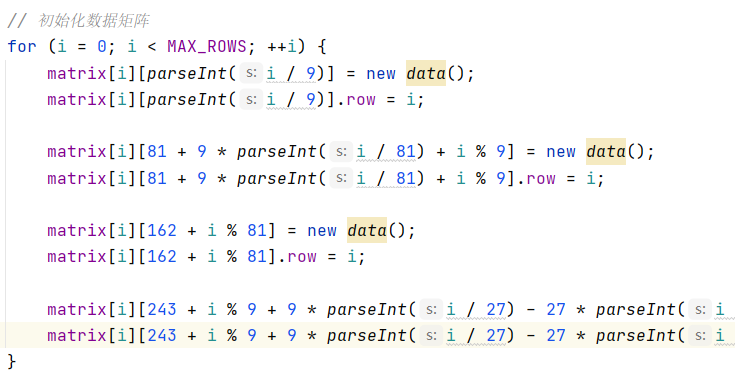 // 初始化数据矩阵
for (i = 0; i < MAX_ROWS; ++i) {
matrix[i][parseInt( s: i / 9)] = new data();
matrix[i][parseInt( s: i / 9)].row = i;
matrix[i][81 + 9 * parseInt( s: i / 81) + i % 9] = new data();
matrix[i][81 + 9 * parseInt( s: i / 81) + i % 9].row = i;
matrix[i][162 + i % 81] = new data();
matrix[i][162 + i % 81].row = i;
matrix[i][243 + i % 9 + 9 * parseInt( s: i / 27) - 27 * parseInt( s: i
matrix[i][243 + i % 9 + 9 * parseInt( s: i / 27) - 27 * parseInt( s: i
}